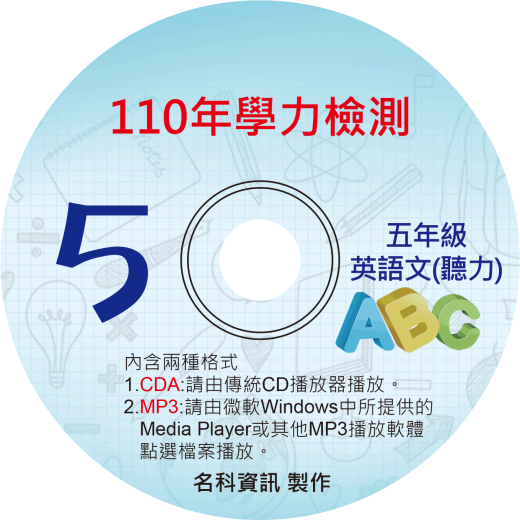 110年學力檢測
5
五年級
英語文(聽力)
ABC
內含兩種格式
1.CDA:請由傳統CD播放器播放。
2.MP3:請由微軟Windows中所提供的
Media Player或其他MP3播放軟體
點選檔案播放。
名科資訊 製作